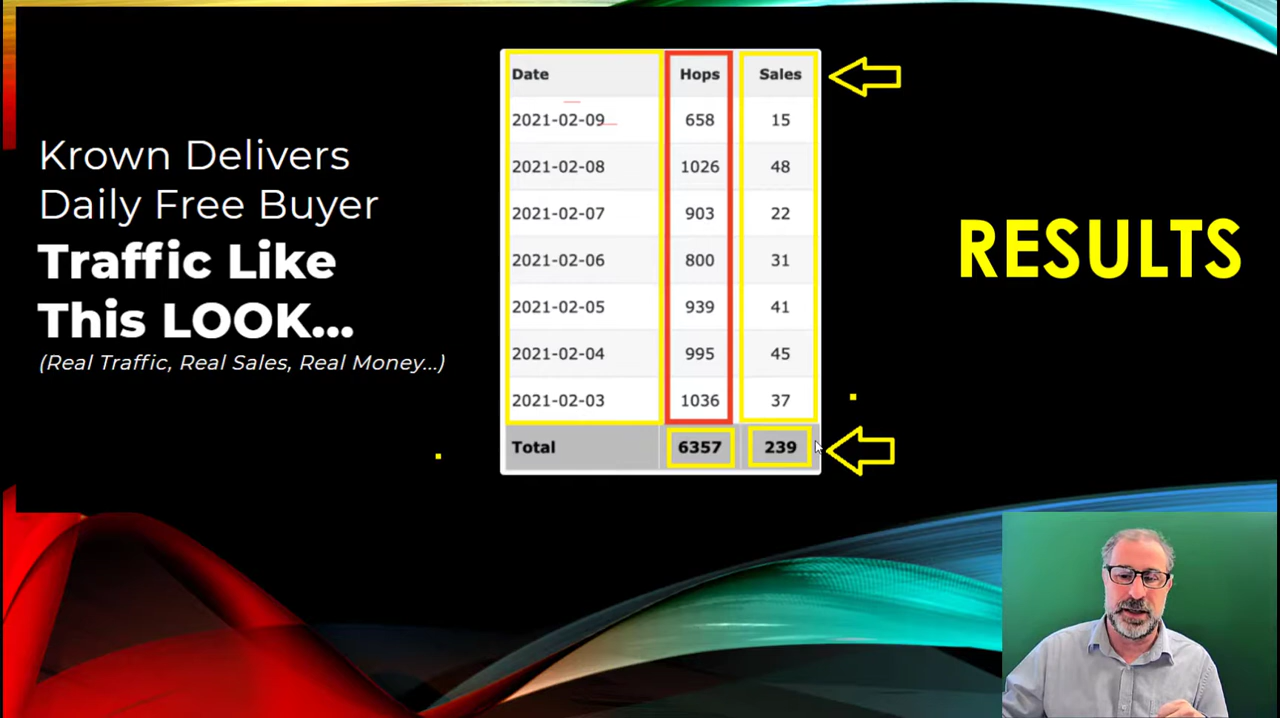 Krown Delivers
Daily Free Buyer
Traffic Like
This LOOK...
(Real Traffic, Real Sales, Real Money...)
Date Hops Sales
2021-02-09 658 15
2021-02-08 1026 48
2021-02-07 903 22
2021-02-06 800 31
2021-02-05 939 41
2021-02-04 995 45
2021-02-03 1036 37
Total 6357 239
RESULTS